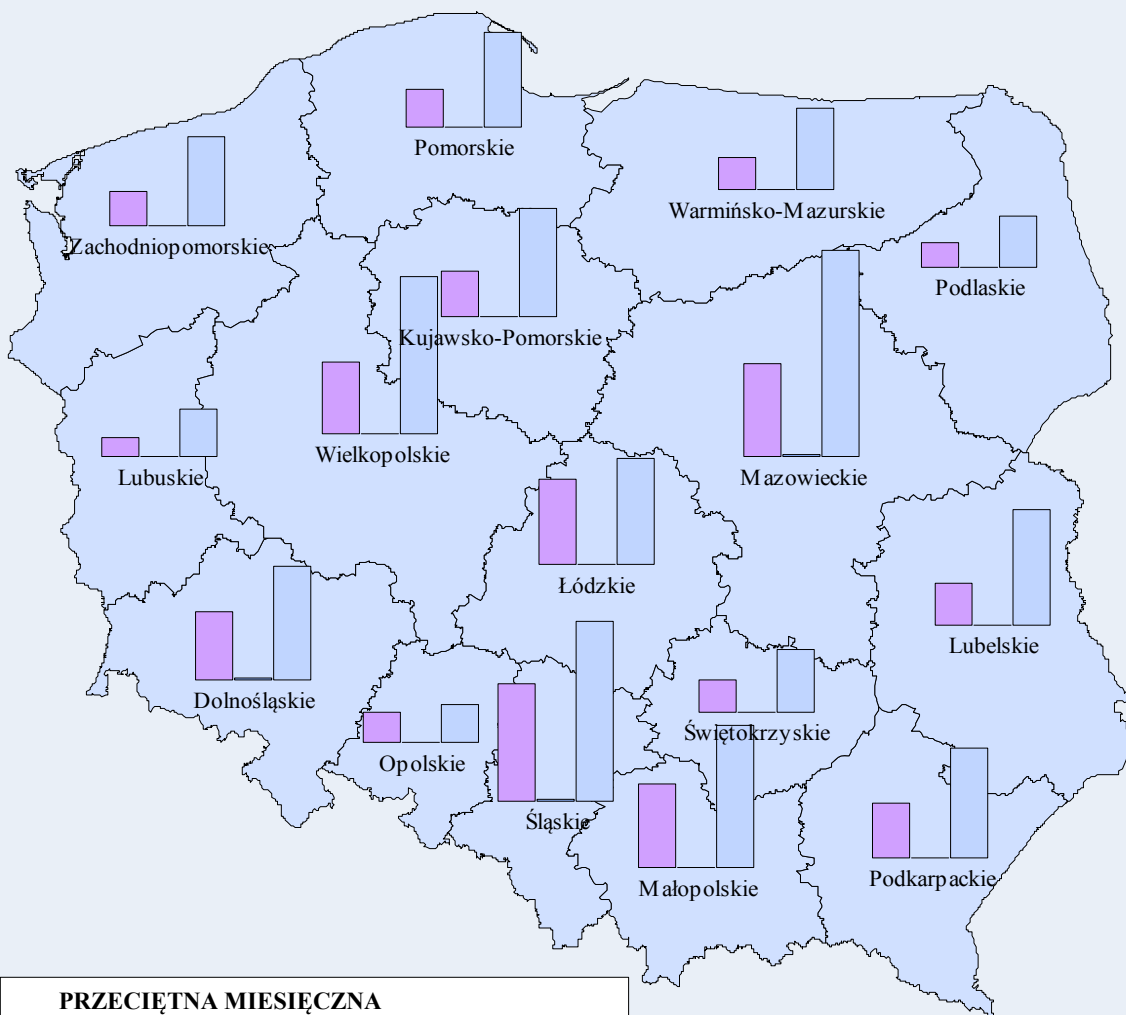 Pomorskie
Warmińsko-Mazurskie
Zachodniopomorskie
Podlaskie
Kujawsko-Pomorskie
Wielkopolskie
Lubuskie
Mazowieckie
Łódzkie
Lubelskie
Dolnośląskie
Świętokrzyskie
Opolskie
Śląskie
Małopolskie
Podkarpackie
PRZECIĘTNA MIESIĘCZNA